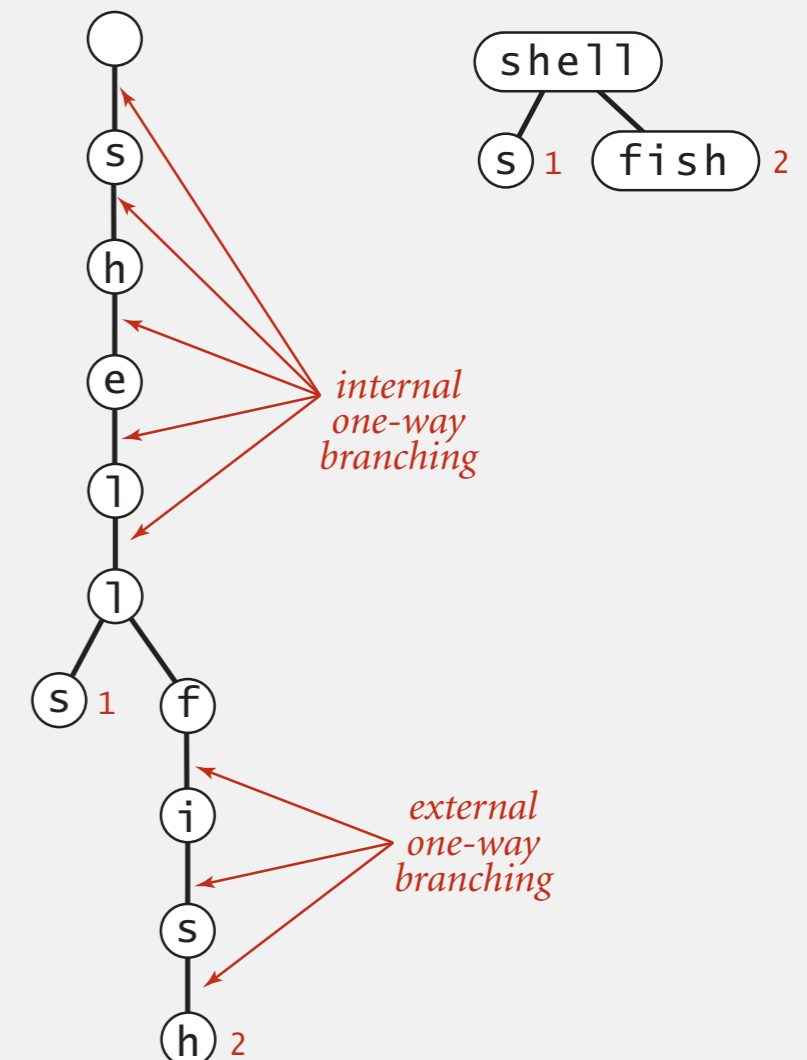 shell
s 1 fish 2
s
h
e
internal
one-way
branching
l
l
s 1 f
i
external
one-way
branching
s
h 2